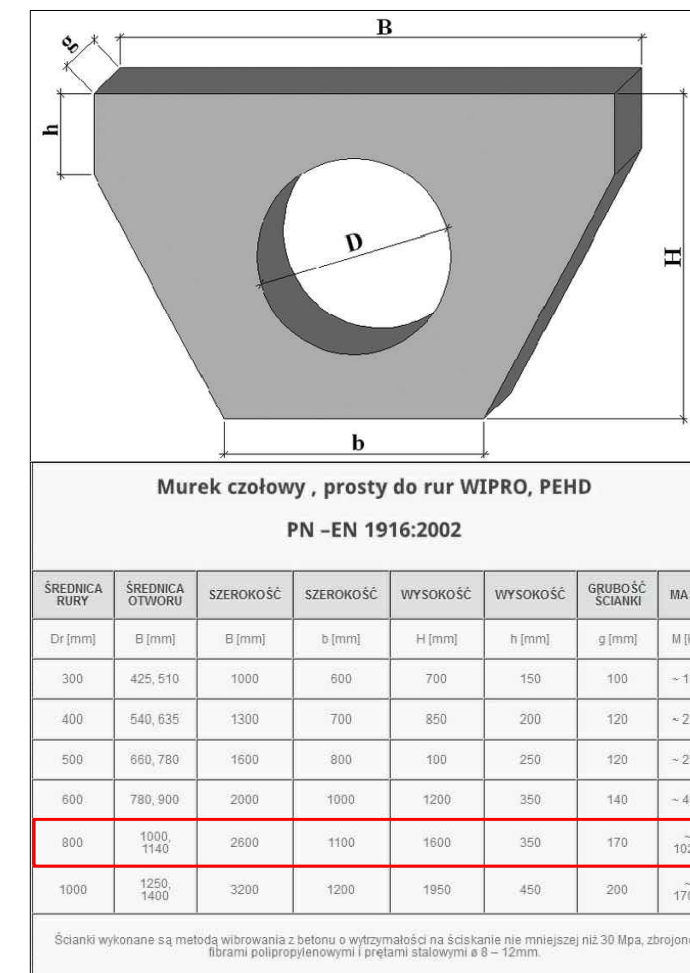 B
g
h
D
H
b
Murek czołowy , prosty do rur WIPRO, PEHD
PN –EN 1916:2002
ŚREDNICA RURY ŚREDNICA OTWORU SZEROKOŚĆ SZEROKOŚĆ WYSOKOŚĆ WYSOKOŚĆ GRUBOŚĆ ŚCIANKI
Dr [mm] B [mm] B [mm] b [mm] H [mm] h [mm] g [mm]
300 425, 510 1000 600 700 150 100
400 540, 635 1300 700 850 200 120
500 660, 780 1600 800 100 250 120
600 780, 900 2000 1000 1200 350 140
800 1000, 1140 2600 1100 1600 350 170
1000 1250, 1400 3200 1200 1950 450 200
Ścianki wykonane są metodą wibrowania z betonu o wytrzymałości na ściskanie nie mniejszej niż 30 Mpa,
fibrami polipropylenowymi i prętami stalowymi ø 8 – 12mm.